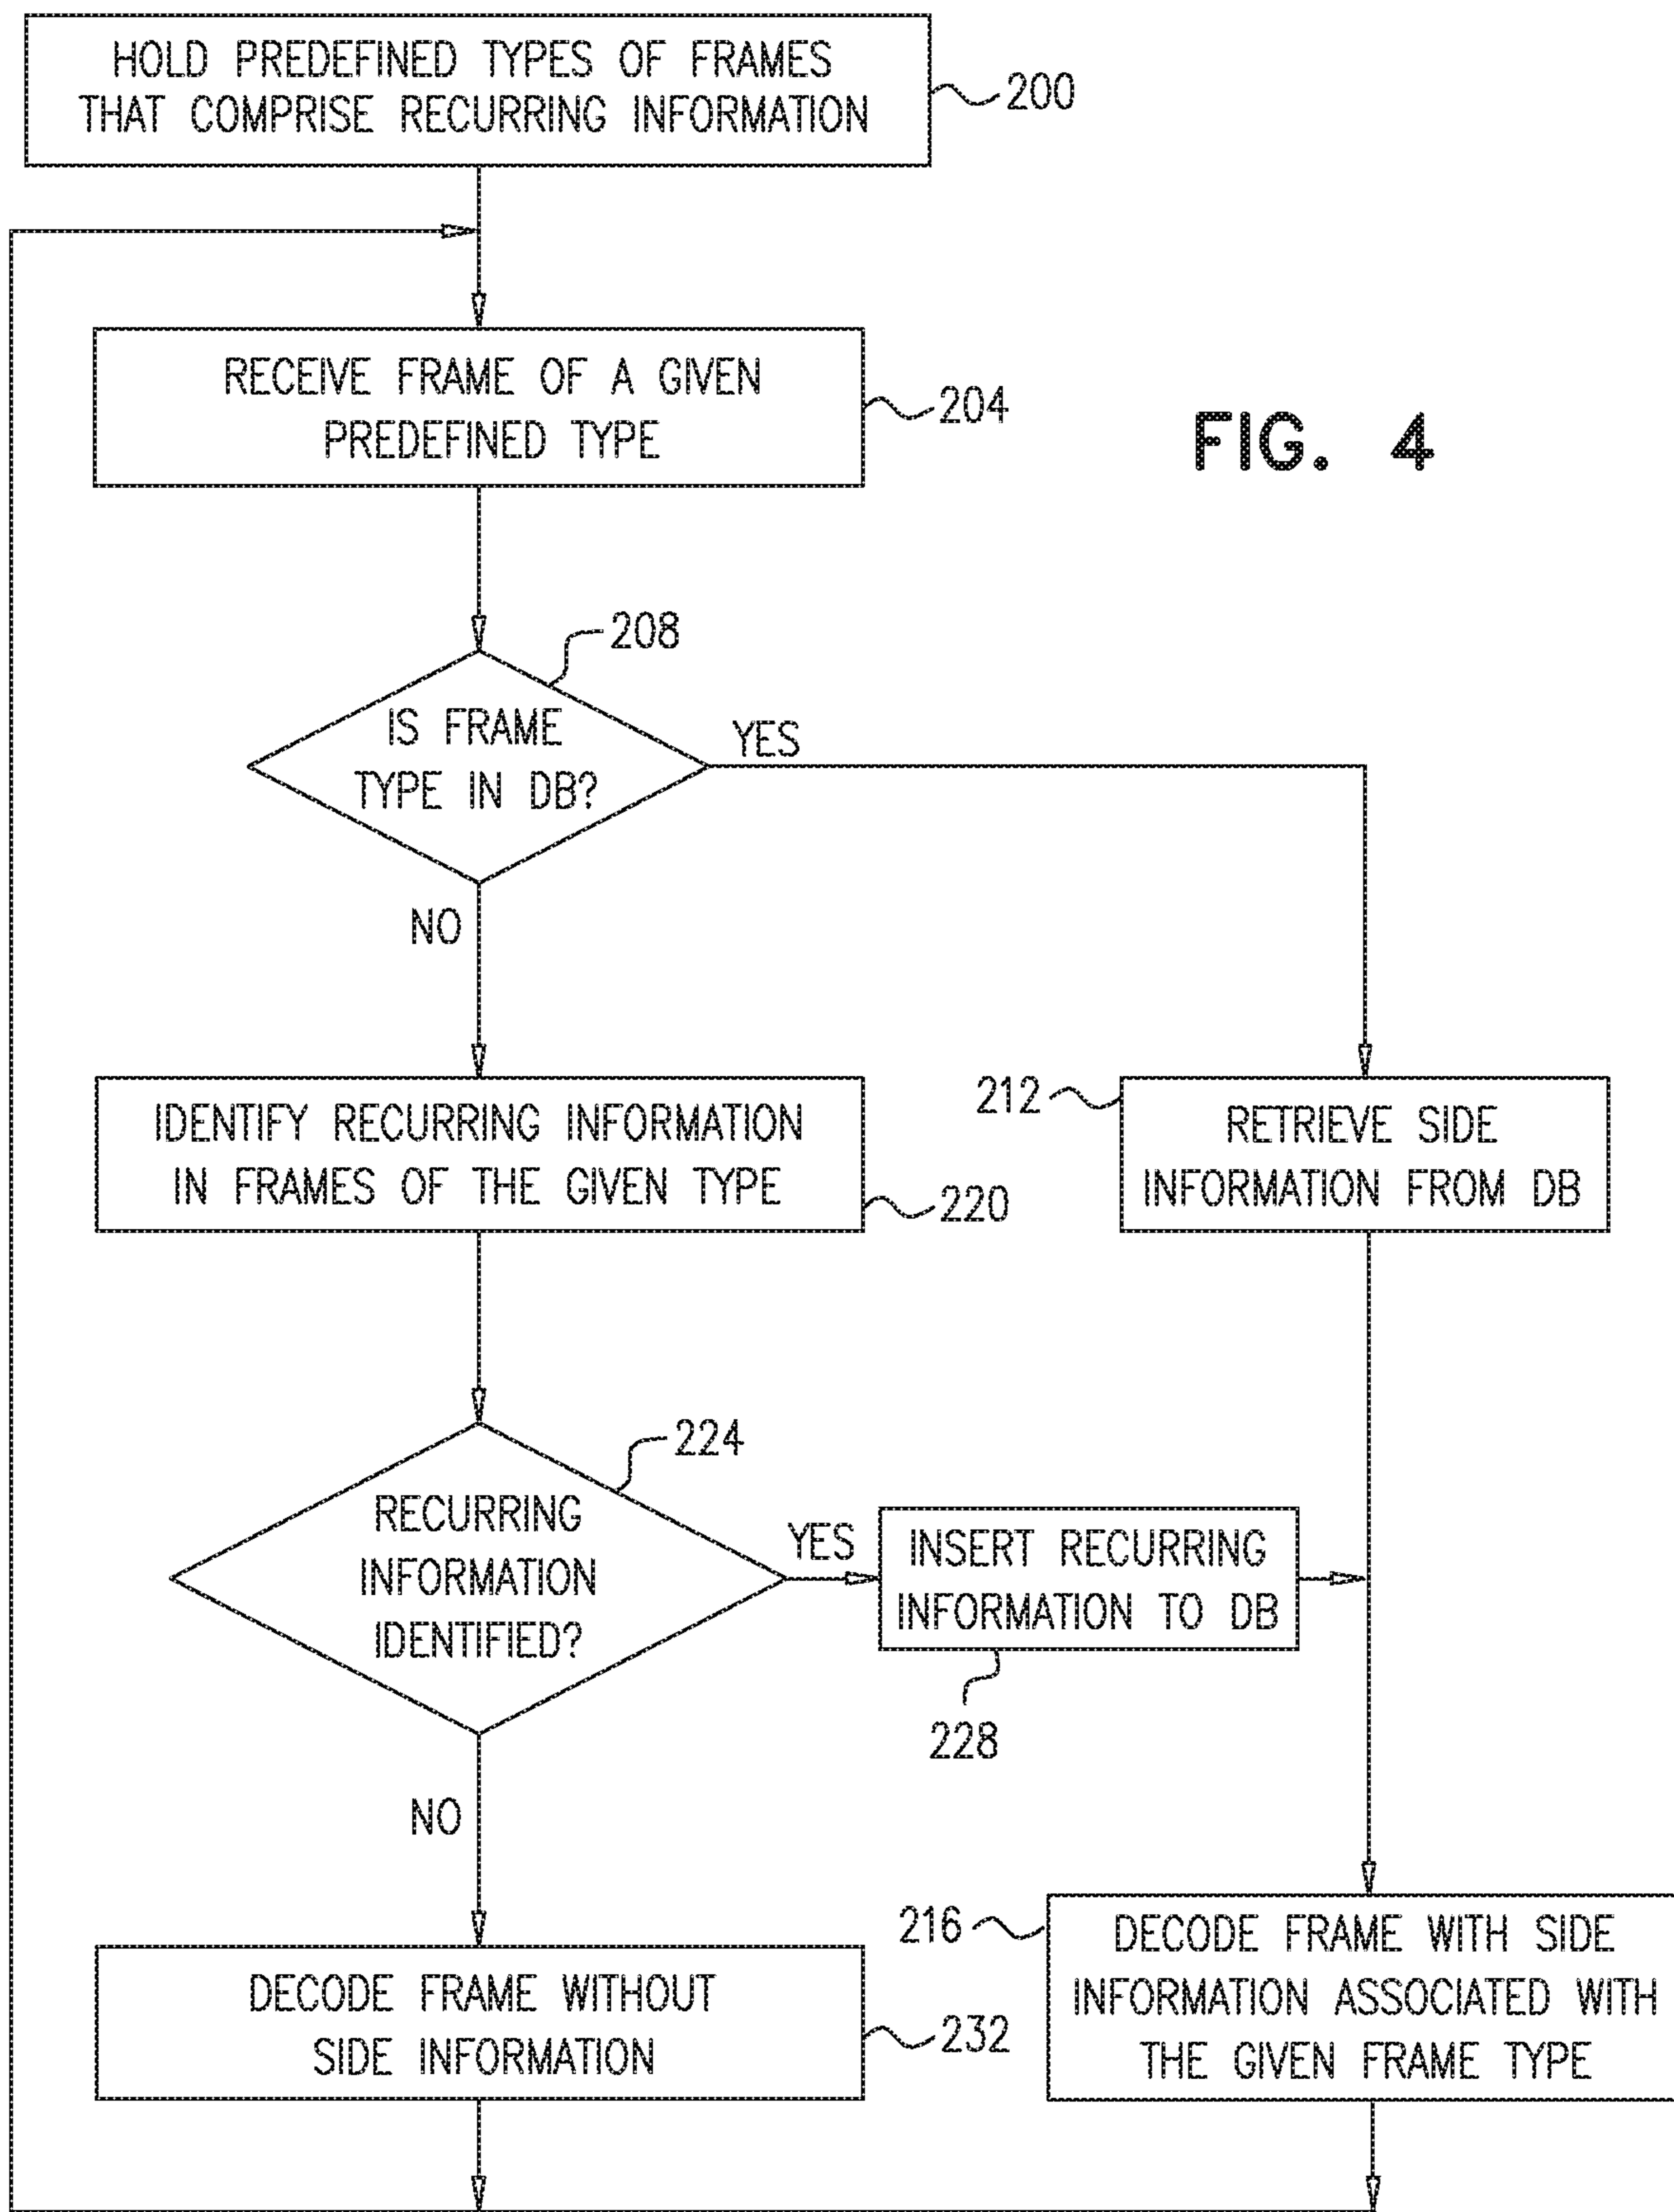 HOLD PREDEFINED TYPES OF FRAMES
THAT COMPRISE RECURRING INFORMATION
200
RECEIVE FRAME OF A GIVEN
PREDEFINED TYPE
204
FIG. 4
208
IS FRAME
TYPE IN DB?
YES
NO
IDENTIFY RECURRING INFORMATION
IN FRAMES OF THE GIVEN TYPE
220
212
RETRIEVE SIDE
INFORMATION FROM DB
224
RECURRING
INFORMATION
IDENTIFIED?
YES
INSERT RECURRING
INFORMATION TO DB
228
NO
216
DECODE FRAME WITH SIDE
INFORMATION ASSOCIATED WITH
THE GIVEN FRAME TYPE
DECODE FRAME WITHOUT
SIDE INFORMATION
232